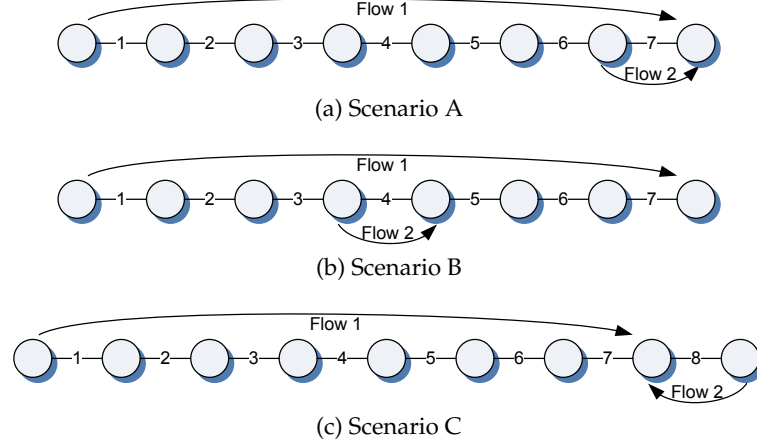 Flow 1
1 2 3 4 5 6 7
Flow 2
(a) Scenario A
Flow 1
1 2 3 4 5 6 7
Flow 2
(b) Scenario B
Flow 1
1 2 3 4 5 6 7 8
Flow 2
(c) Scenario C